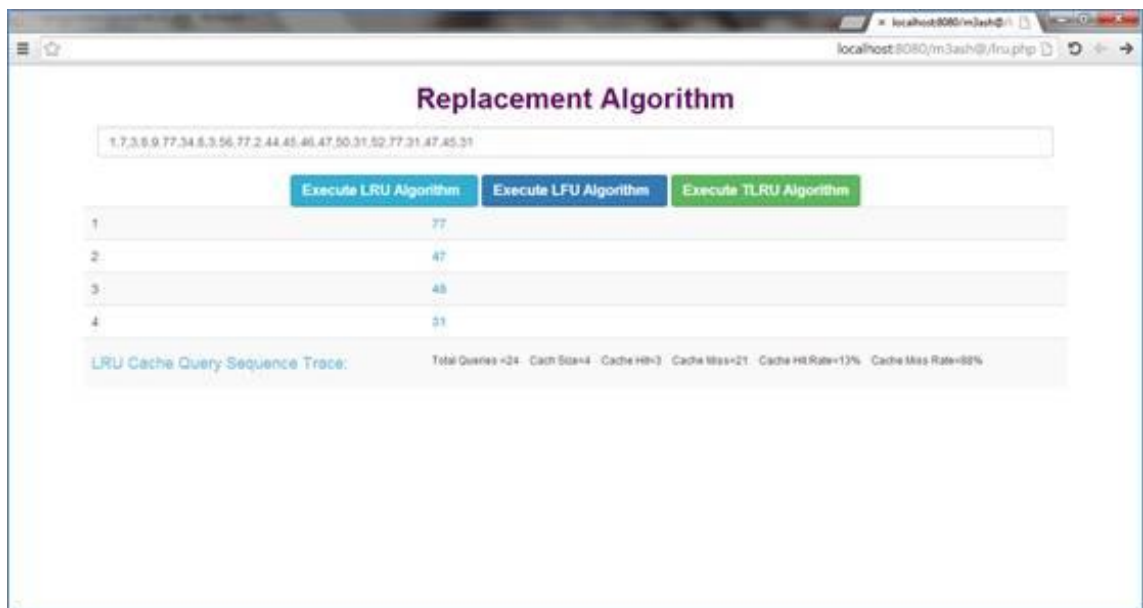 localhost:8080/m3ash@/l
localhost:8080/m3ash@/lru.php
Replacement Algorithm
1,7,3,8,9,77,34,8,3,56,77,2,44,45,46,47,50,31,52,77,31,47,45,31
Execute LRU Algorithm Execute LFU Algorithm Execute TLRU Algorithm
1 77
2 47
3 45
4 31
LRU Cache Query Sequence Trace: Total Queries =24 Cach Size=4 Cache Hit=3 Cache Miss=21 Cache Hit Rate=13% Cache Miss Rate=88%